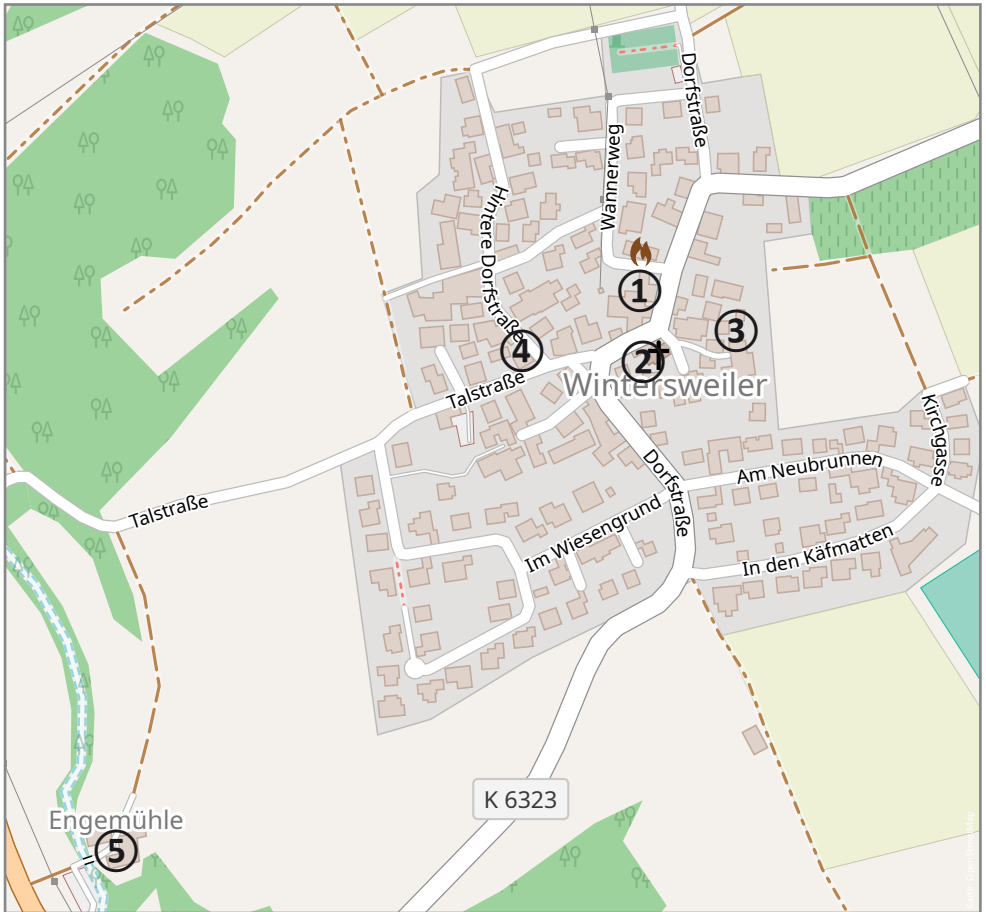 Dorfstraße
Wannerweg
Hintere Dorfstraße
1
3
4
2
Wintersweiler
Talstraße
Kirchgasse
Dorfstraße
Am Neubrunnen
Talstraße
Im Wiesengrund
In den Käfmatten
K 6323
Engemühle
5